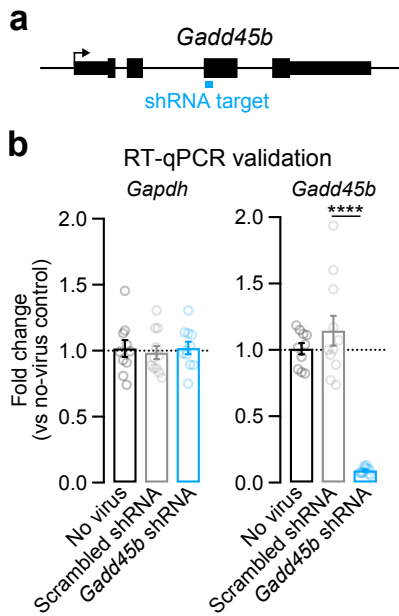 a
Gadd45b
shRNA target
b
RT-qPCR validation
Gapdh
Gadd45b
****
Fold change
(vs no-virus control)
2.0
1.5
1.0
0.5
0.0
2.0
1.5
1.0
0.5
0.0
No virus
Scrambled shRNA
Gadd45b shRNA
No virus
Scrambled shRNA
Gadd45b shRNA